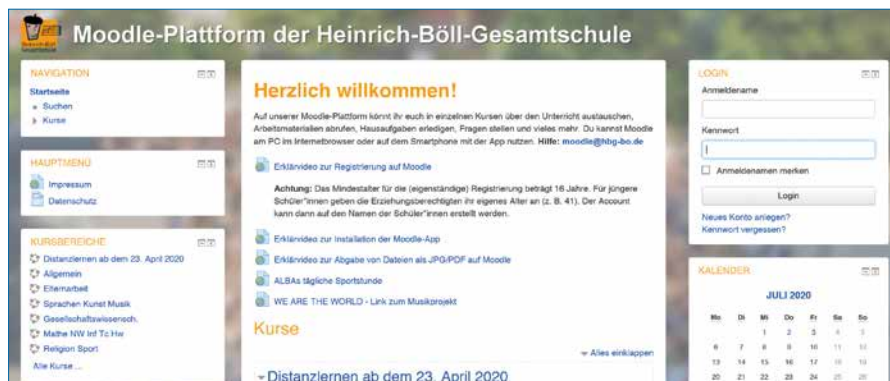 Moodle-Plattform der Heinrich-Böll-Gesamtschule
NAVIGATION
Startseite
Suchen
Kurse
HAUPTMENÜ
Impressum
Datenschutz
KURSBEREICHE
Distanzlernen ab dem 23. April 2020
Allgemein
Elternarbeit
Sprachen Kunst Musik
Gesellschaftswissensch.
Mathe NW Inf Tc Hw
Religion Sport
Alle Kurse ...
Herzlich willkommen!
Auf unserer Moodle-Plattform könnt ihr euch in einzelnen Kursen über den Unterricht austauschen,
Arbeitsmaterialien abrufen, Hausaufgaben erledigen, Fragen stellen und vieles mehr. Du kannst Moodle
am PC im Internetbrowser oder auf dem Smartphone mit der App nutzen. Hilfe: moodle@hbg-bo.de
Erklärvideo zur Registrierung auf Moodle
Achtung: Das Mindestalter für die (eigenständige) Registrierung beträgt 16 Jahre. Für jüngere
Schüler*innen geben die Erziehungsberechtigten ihr eigenes Alter an (z. B. 41). Der Account
kann dann auf den Namen der Schüler*innen erstellt werden.
Erklärvideo zur Installation der Moodle-App
Erklärvideo zur Abgabe von Dateien als JPG/PDF auf Moodle
ALBAs tägliche Sportstunde
WE ARE THE WORLD - Link zum Musikprojekt
Kurse
Alles einklappen
Distanzlernen ab dem 23. April 2020
LOGIN
Anmeldename
Kennwort
Anmeldenamen merken
Login
Neues Konto anlegen?
Kennwort vergessen?
KALENDER
JULI 2020
Mo Di Mi Do Fr Sa So
1 2 3 4 5
6 7 8 9 10 11 12
13 14 15 16 17 18 19
20 21 22 23 24 25 26